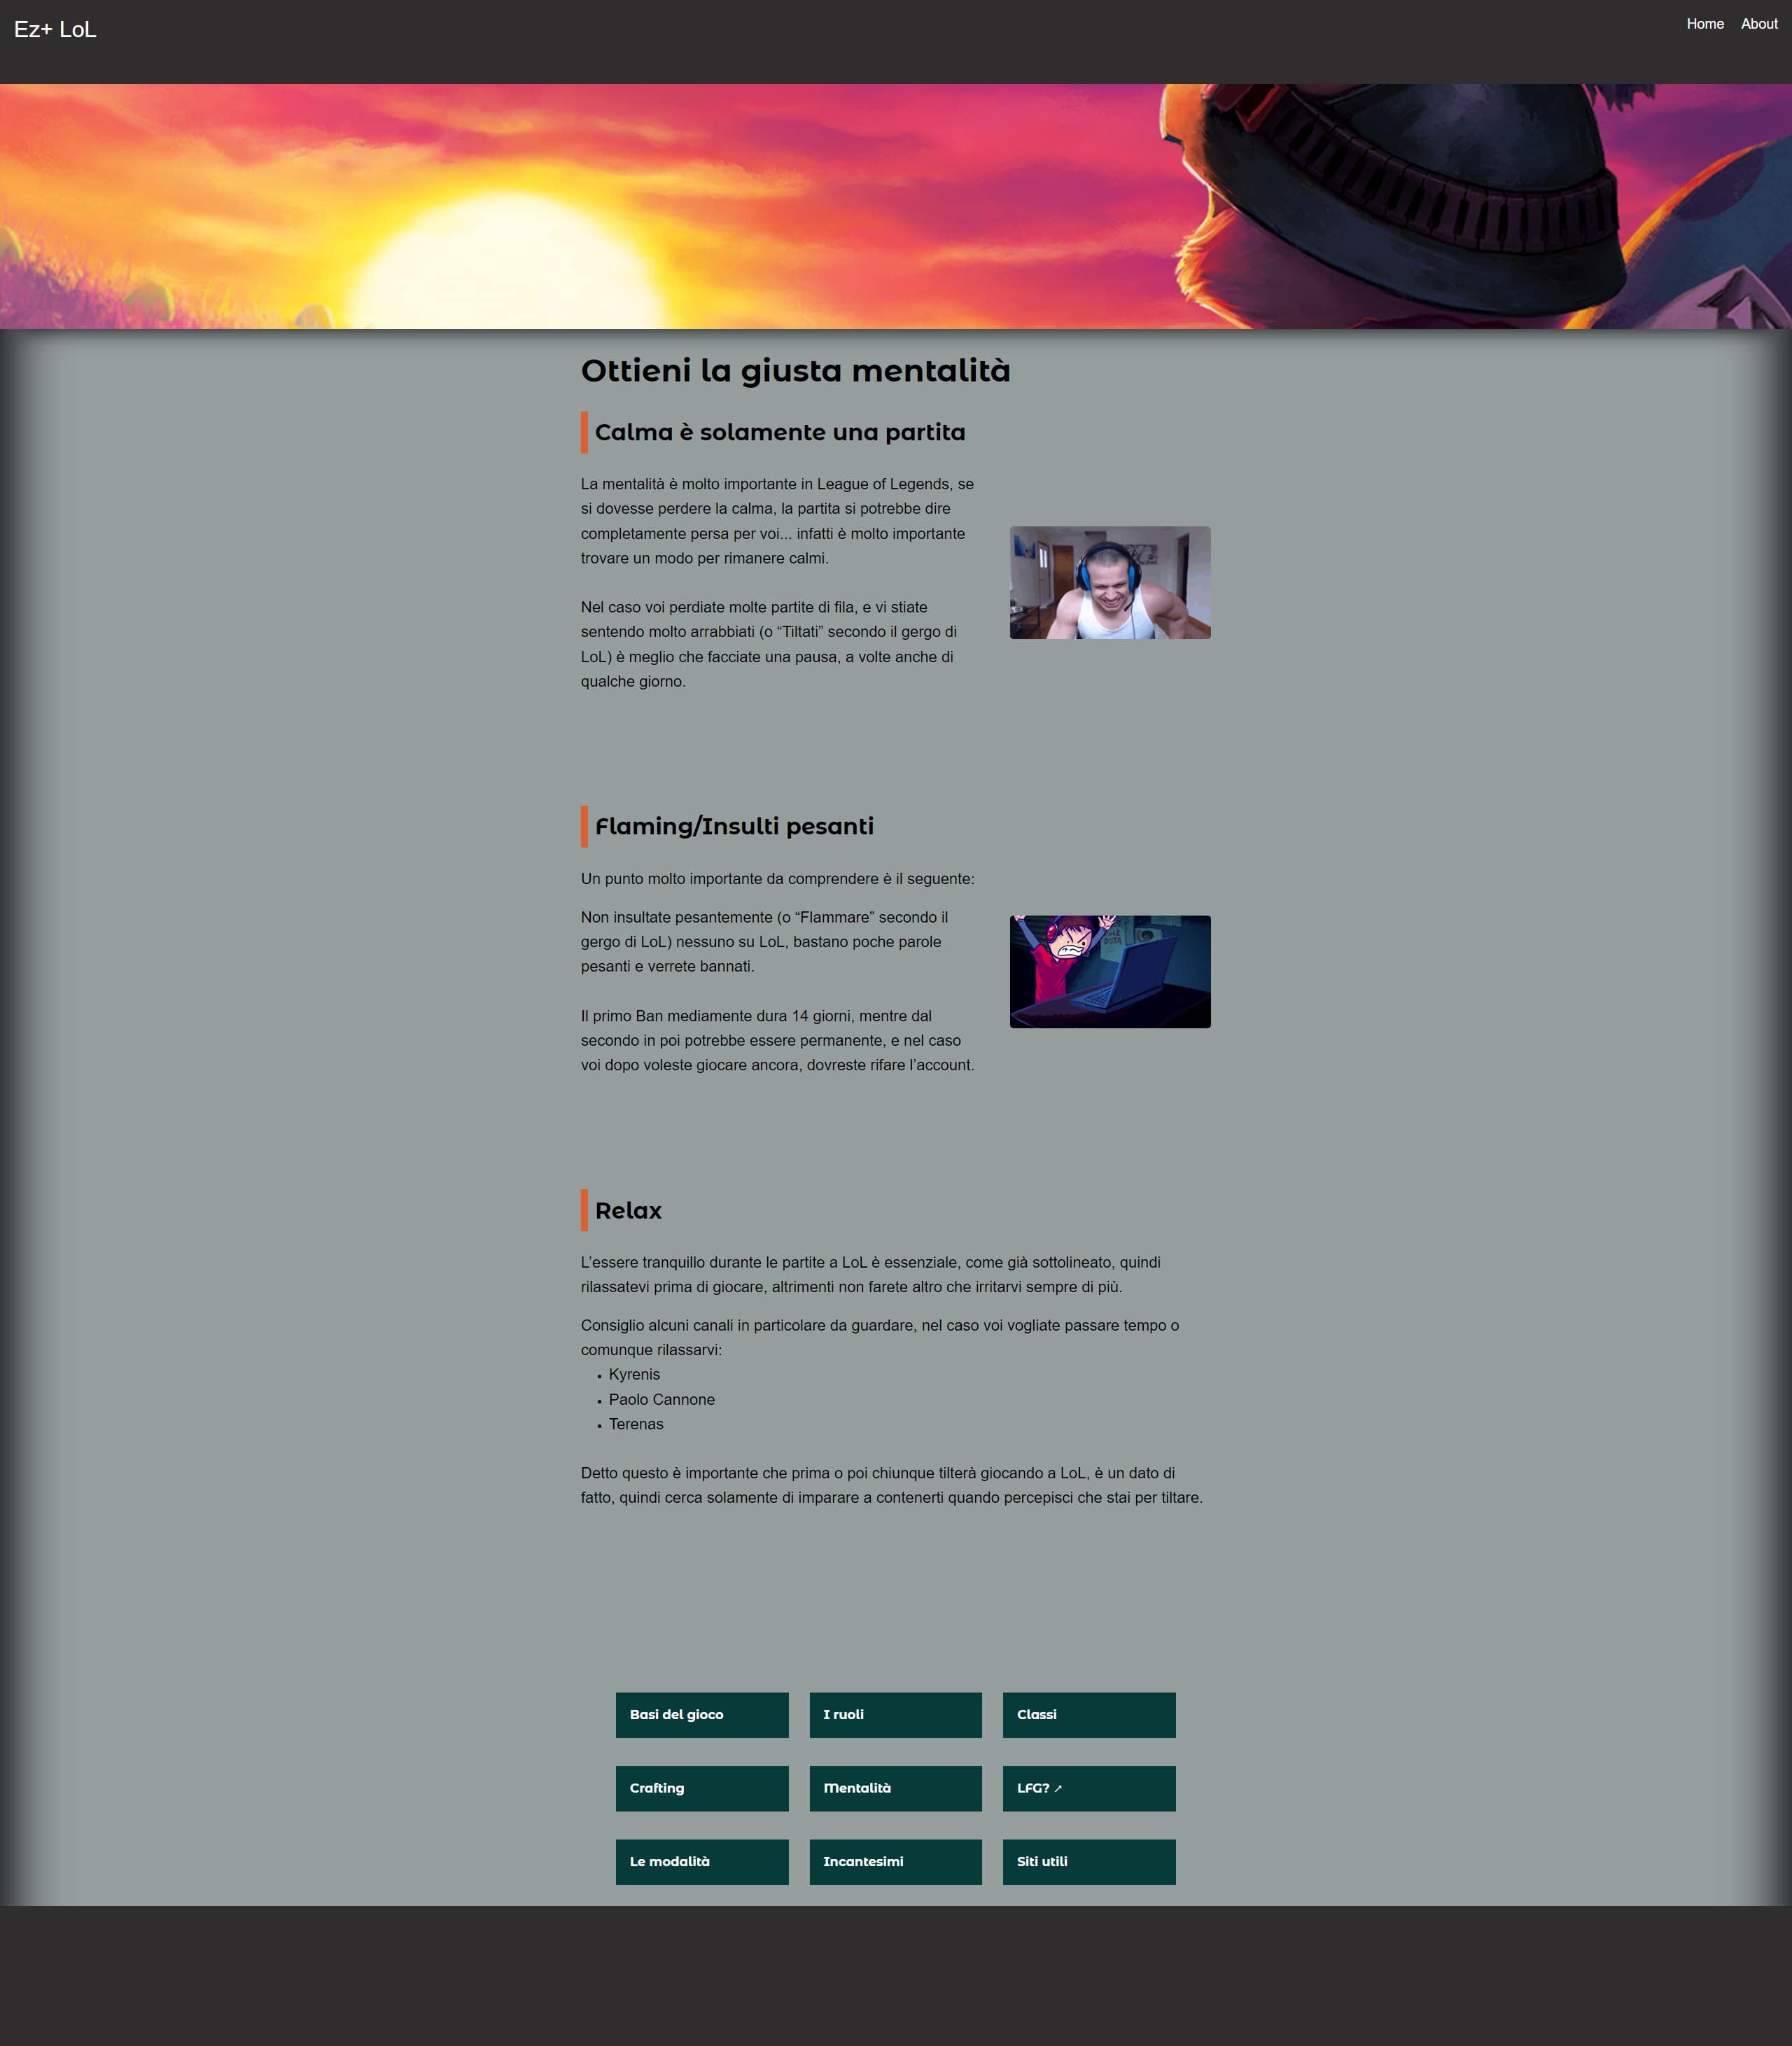 Ez+ LoL
Home
About
Ottieni la giusta mentalità
Calma è solamente una partita
La mentalità è molto importante in League of Legends, se
si dovesse perdere la calma, la partita si potrebbe dire
completamente persa per voi... infatti è molto importante
trovare un modo per rimanere calmi.
Nel caso voi perdiate molte partite di fila, e vi stiate
sentendo molto arrabbiati (o “Tiltati” secondo il gergo di
LoL) è meglio che facciate una pausa, a volte anche di
qualche giorno.
Flaming/Insulti pesanti
Un punto molto importante da comprendere è il seguente:
Non insultate pesantemente (o “Flammare” secondo il
gergo di LoL) nessuno su LoL, bastano poche parole
pesanti e verrete bannati.
Il primo Ban mediamente dura 14 giorni, mentre dal
secondo in poi potrebbe essere permanente, e nel caso
voi dopo voleste giocare ancora, dovreste rifare l’account.
Relax
L’essere tranquillo durante le partite a LoL è essenziale, come già sottolineato, quindi
rilassatevi prima di giocare, altrimenti non farete altro che irritarvi sempre di più.
Consiglio alcuni canali in particolare da guardare, nel caso voi vogliate passare tempo o
comunque rilassarvi:
• Kyrenis
• Paolo Cannone
• Terenas
Detto questo è importante che prima o poi chiunque tilterà giocando a LoL, è un dato di
fatto, quindi cerca solamente di imparare a contenerti quando percepisci che stai per tiltare.
Basi del gioco
I ruoli
Classi
Crafting
Mentalità
LFG? ↗
Le modalità
Incantesimi
Siti utili